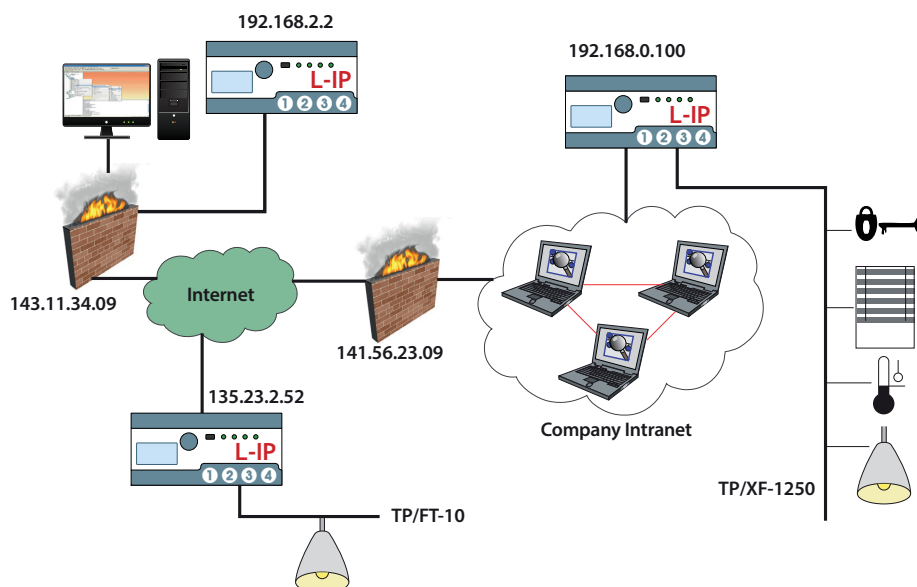 192.168.2.2
L-IP
1 2 3 4
192.168.0.100
L-IP
1 2 3 4
143.11.34.09
Internet
141.56.23.09
135.23.2.52
L-IP
1 2 3 4
Company Intranet
TP/XF-1250
TP/FT-10